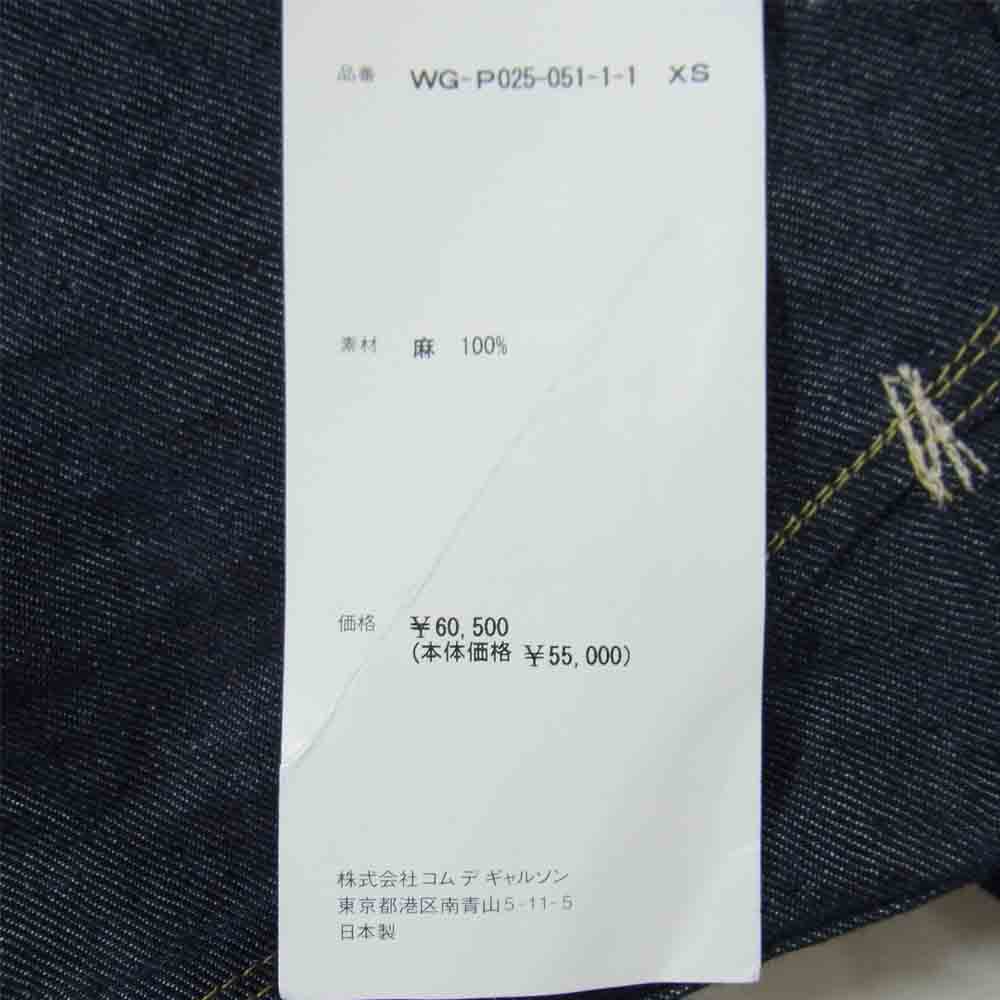 品番 WG-P025-051-1-1 XS
素材 麻 100%
価格 ¥60,500
(本体価格 ¥55,000)
株式会社コム デ ギャルソン
東京都港区南青山5-11-5
日本製